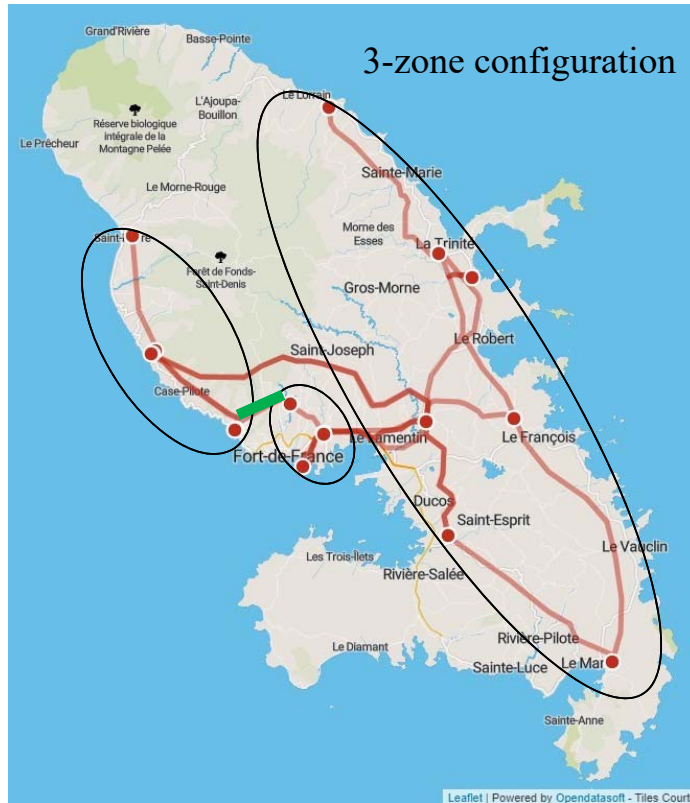 3-zone configuration
Grand'Rivière
Basse-Pointe
Le Lorrain
L'Ajoupa-
Bouillon
Réserve biologique
intégrale de la
Montagne Pelée
Le Prêcheur
Sainte-Marie
Le Morne-Rouge
Morne des
Esses
La Trinite
Forêt de Fonds-
Saint-Denis
Gros-Morne
Le Robert
Saint-Joseph
Case-Pilote
Le Lamentin
Le François
Fort-de-France
Ducos
Saint-Esprit
Le Vauclin
Les Trois-Îlets
Rivière-Salée
Rivière-Pilote
Le Diamant
Sainte-Luce
Le Mar
Sainte-Anne
Leaflet | Powered by Opendatasoft - Tiles Court